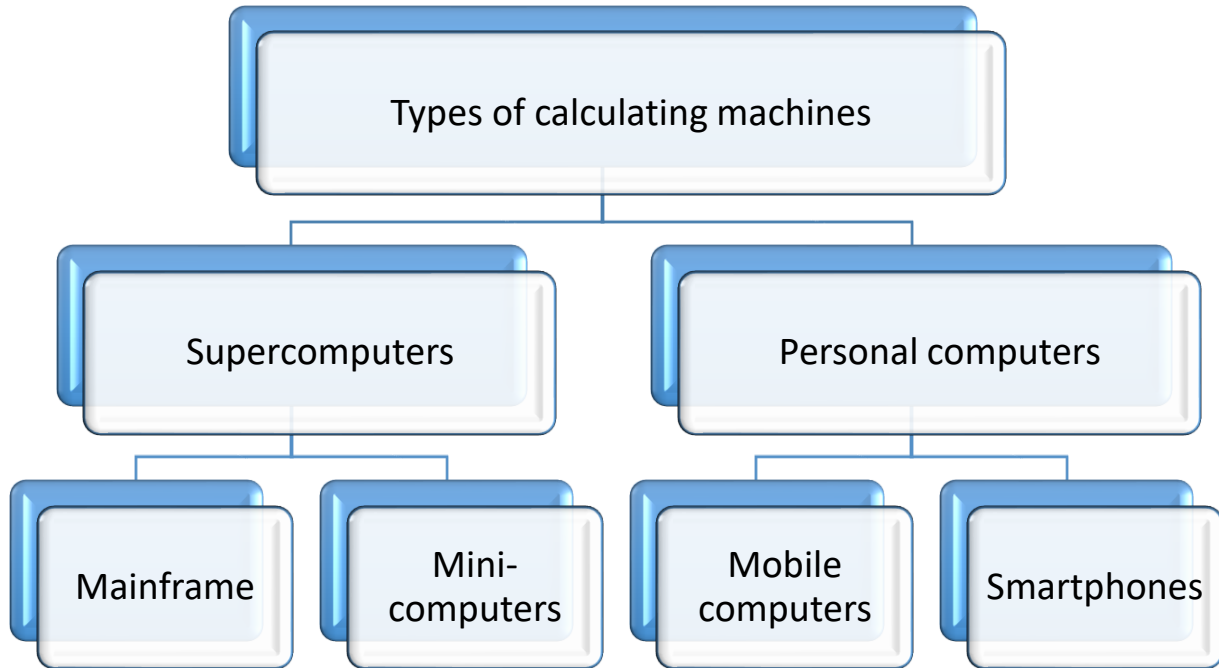 Types of calculating machines
Supercomputers
Personal computers
Mainframe
Mini-
computers
Mobile
computers
Smartphones